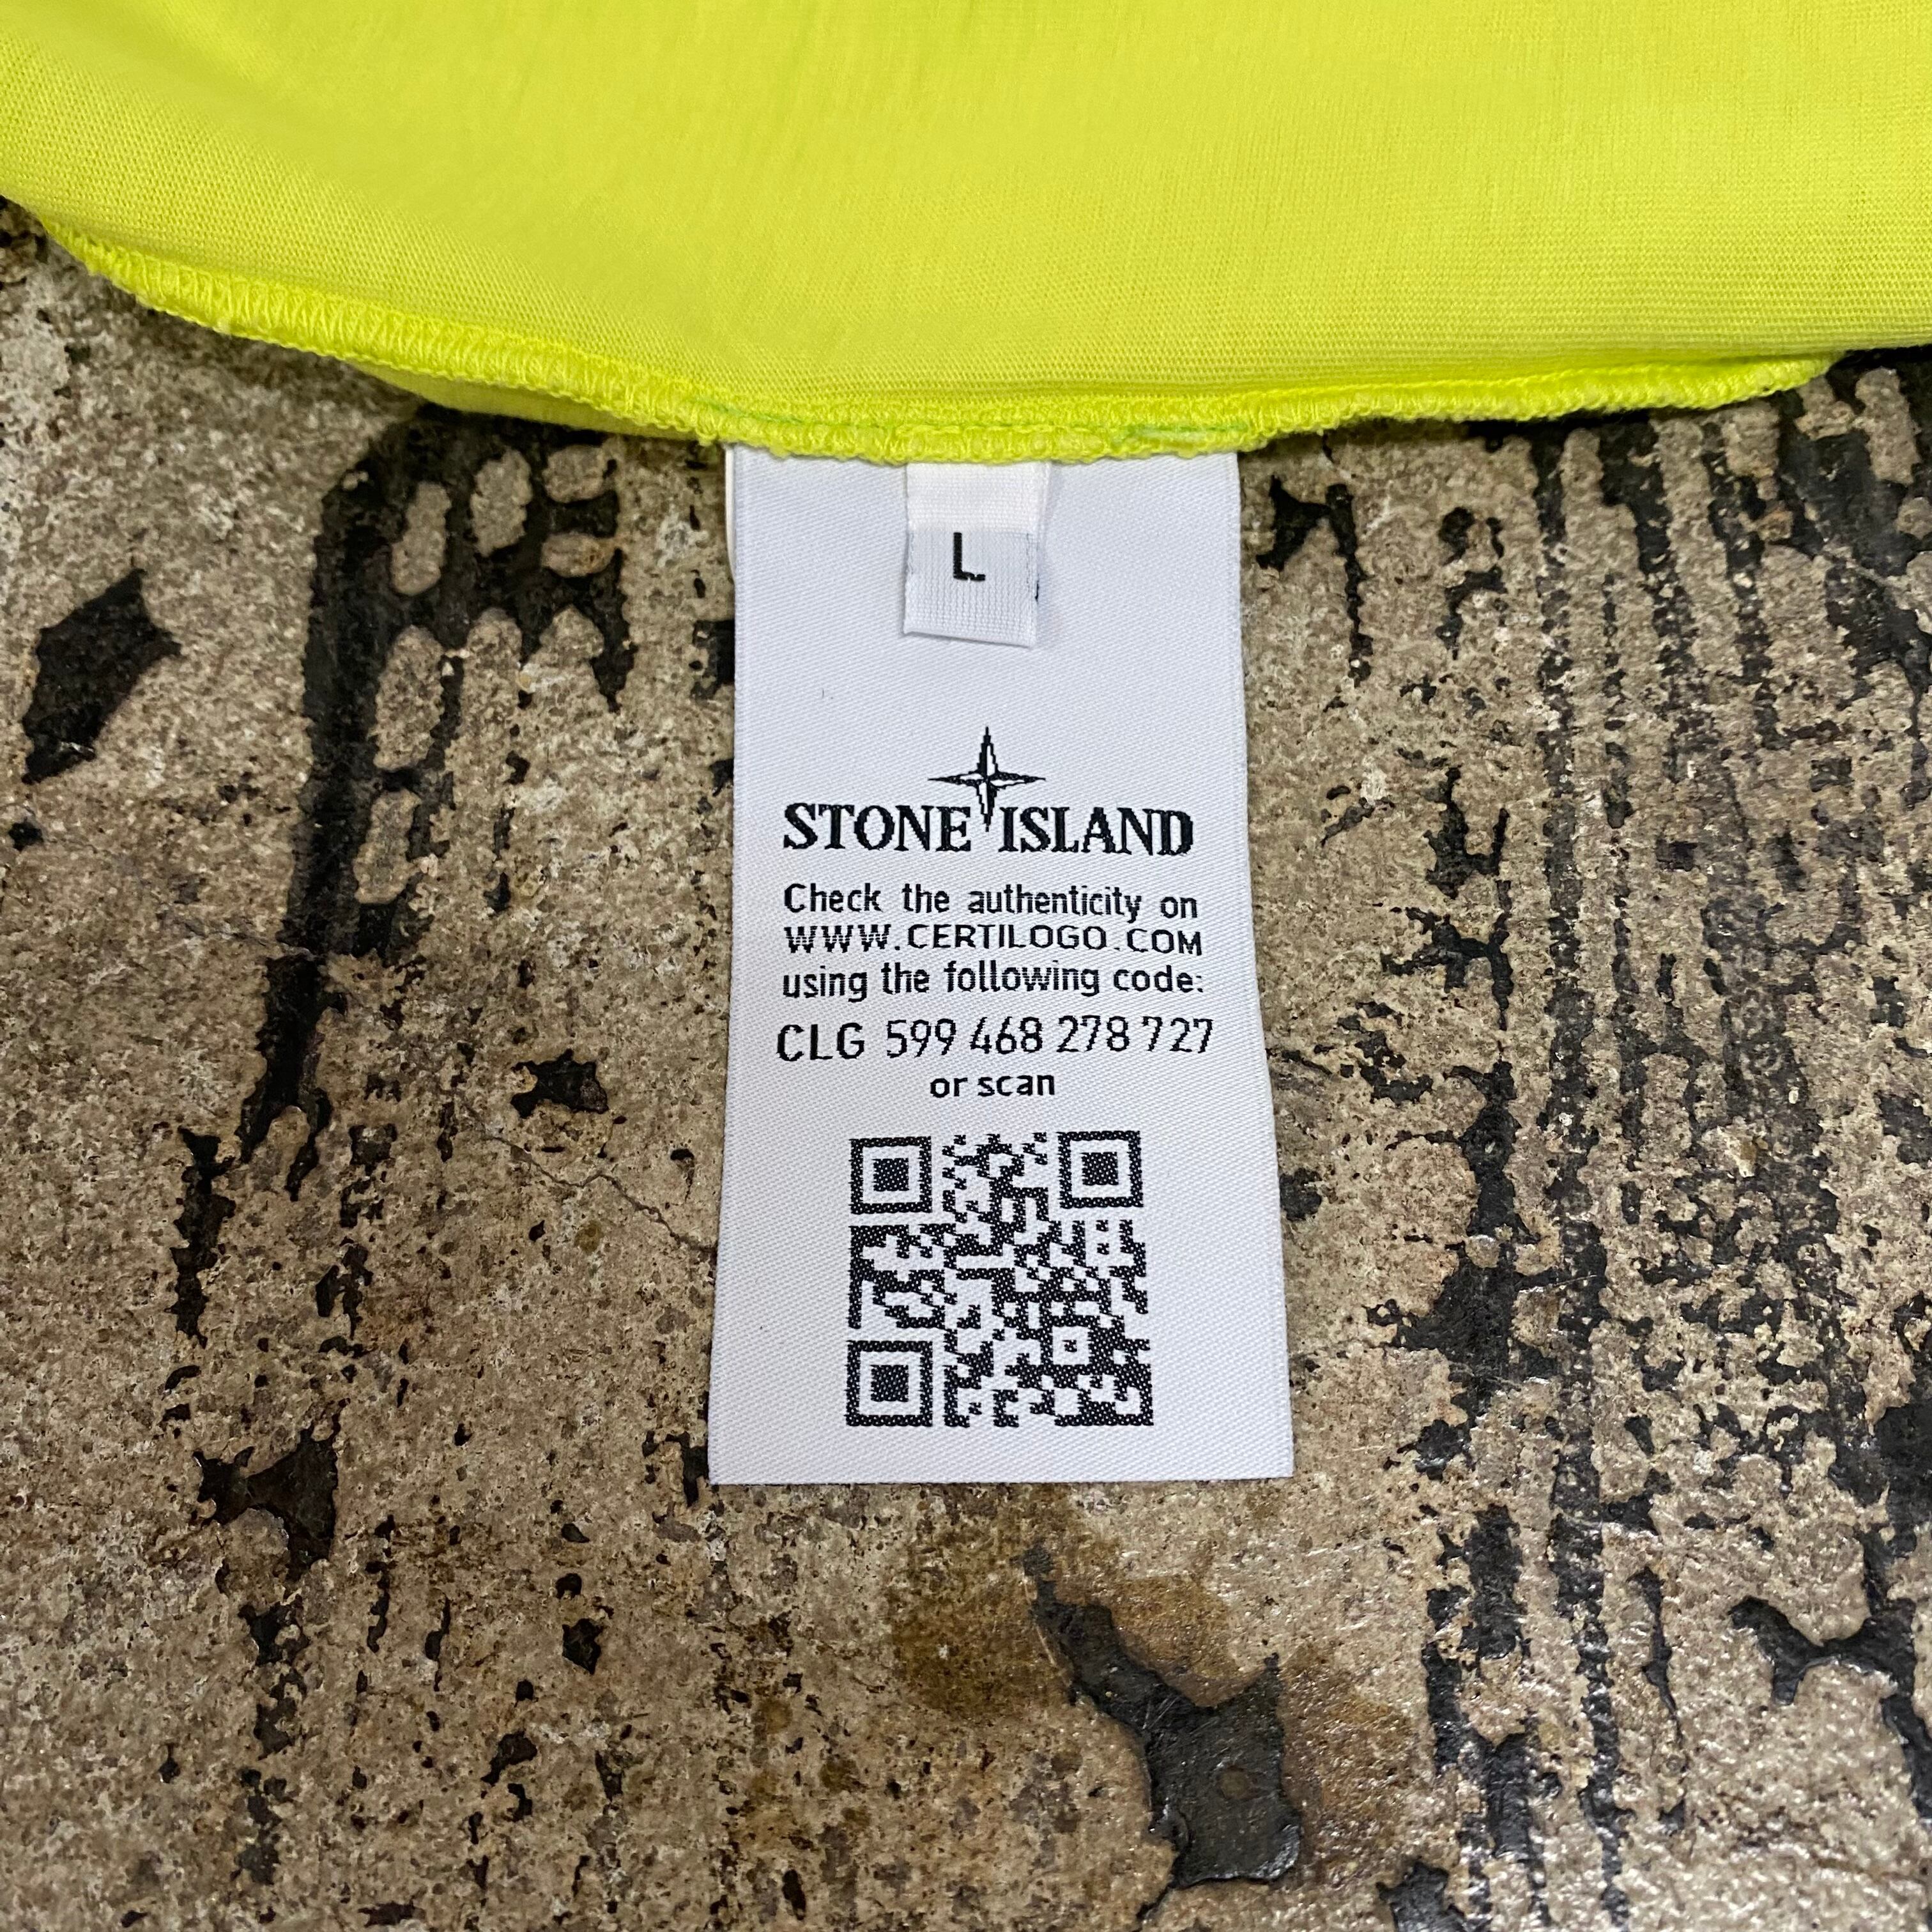 L
STONE ISLAND
Check the authenticity on
WWW.CERTILOGO.COM
using the following code:
CLG 599 468 278 727
or scan